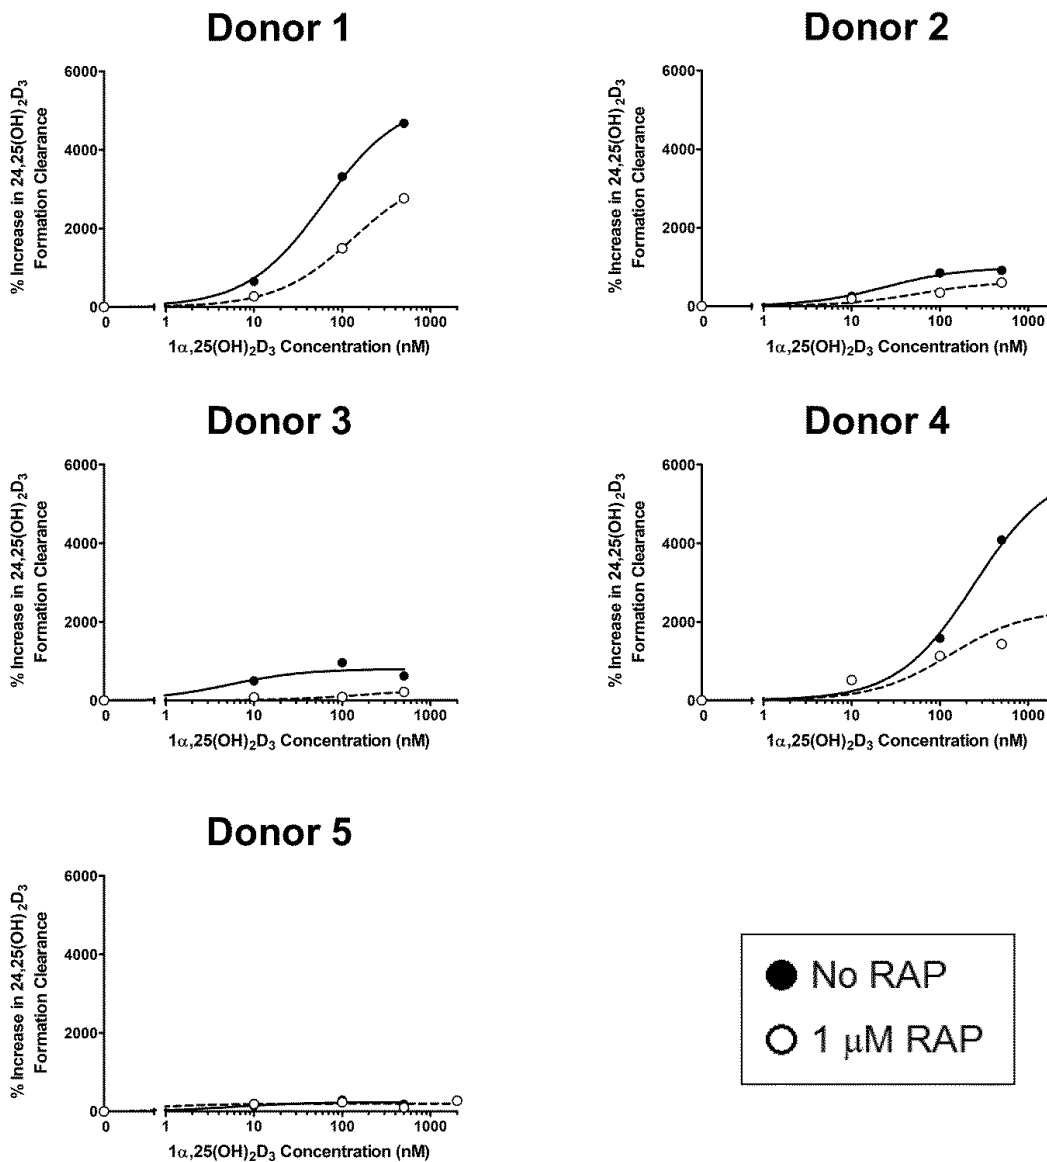 Donor 1
% Increase in 24,25(OH)₂D₃
Formation Clearance
6000
4000
2000
0
0 1 10 100 1000
1α,25(OH)₂D₃ Concentration (nM)
Donor 2
% Increase in 24,25(OH)₂D₃
Formation Clearance
6000
4000
2000
0
0 1 10 100 1000
1α,25(OH)₂D₃ Concentration (nM)
Donor 3
% Increase in 24,25(OH)₂D₃
Formation Clearance
6000
4000
2000
0
0 1 10 100 1000
1α,25(OH)₂D₃ Concentration (nM)
Donor 4
% Increase in 24,25(OH)₂D₃
Formation Clearance
6000
4000
2000
0
0 1 10 100 1000
1α,25(OH)₂D₃ Concentration (nM)
Donor 5
% Increase in 24,25(OH)₂D₃
Formation Clearance
6000
4000
2000
0
0 1 10 100 1000
1α,25(OH)₂D₃ Concentration (nM)
No RAP
1 μM RAP